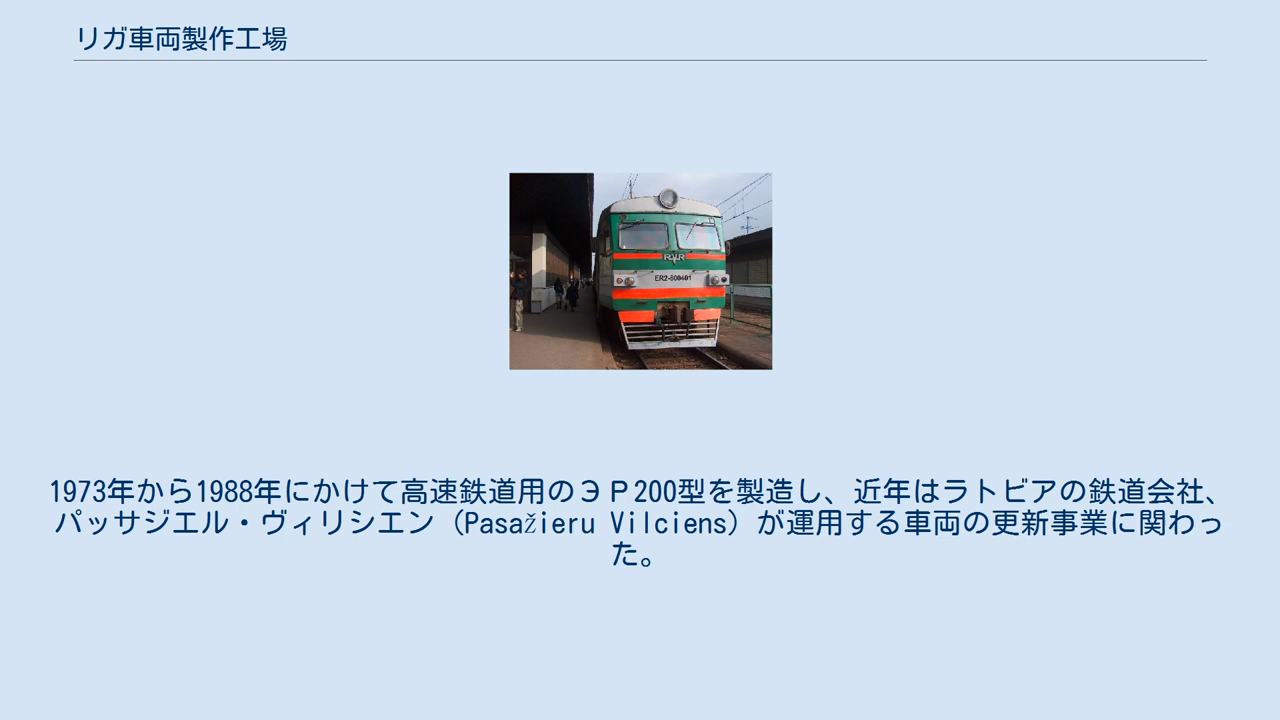 リガ車両製作工場
RVR
ER2-800401
1973年から1988年にかけて高速鉄道用のЭＰ200型を製造し、近年はラトビアの鉄道会社、
パッサジエル・ヴィリシエン（Pasažieru Vilciens）が運用する車両の更新事業に関わっ
た。